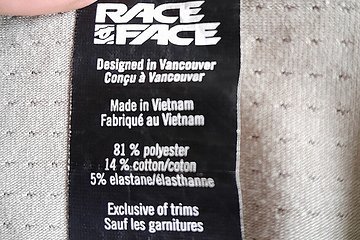 RACE
FACE
Designed in Vancouver
Conçu à Vancouver
Made in Vietnam
Fabriqué au Vietnam
81 % polyester
14 % cotton/coton
5% elastane/élasthanne
Exclusive of trims
Sauf les garnitures